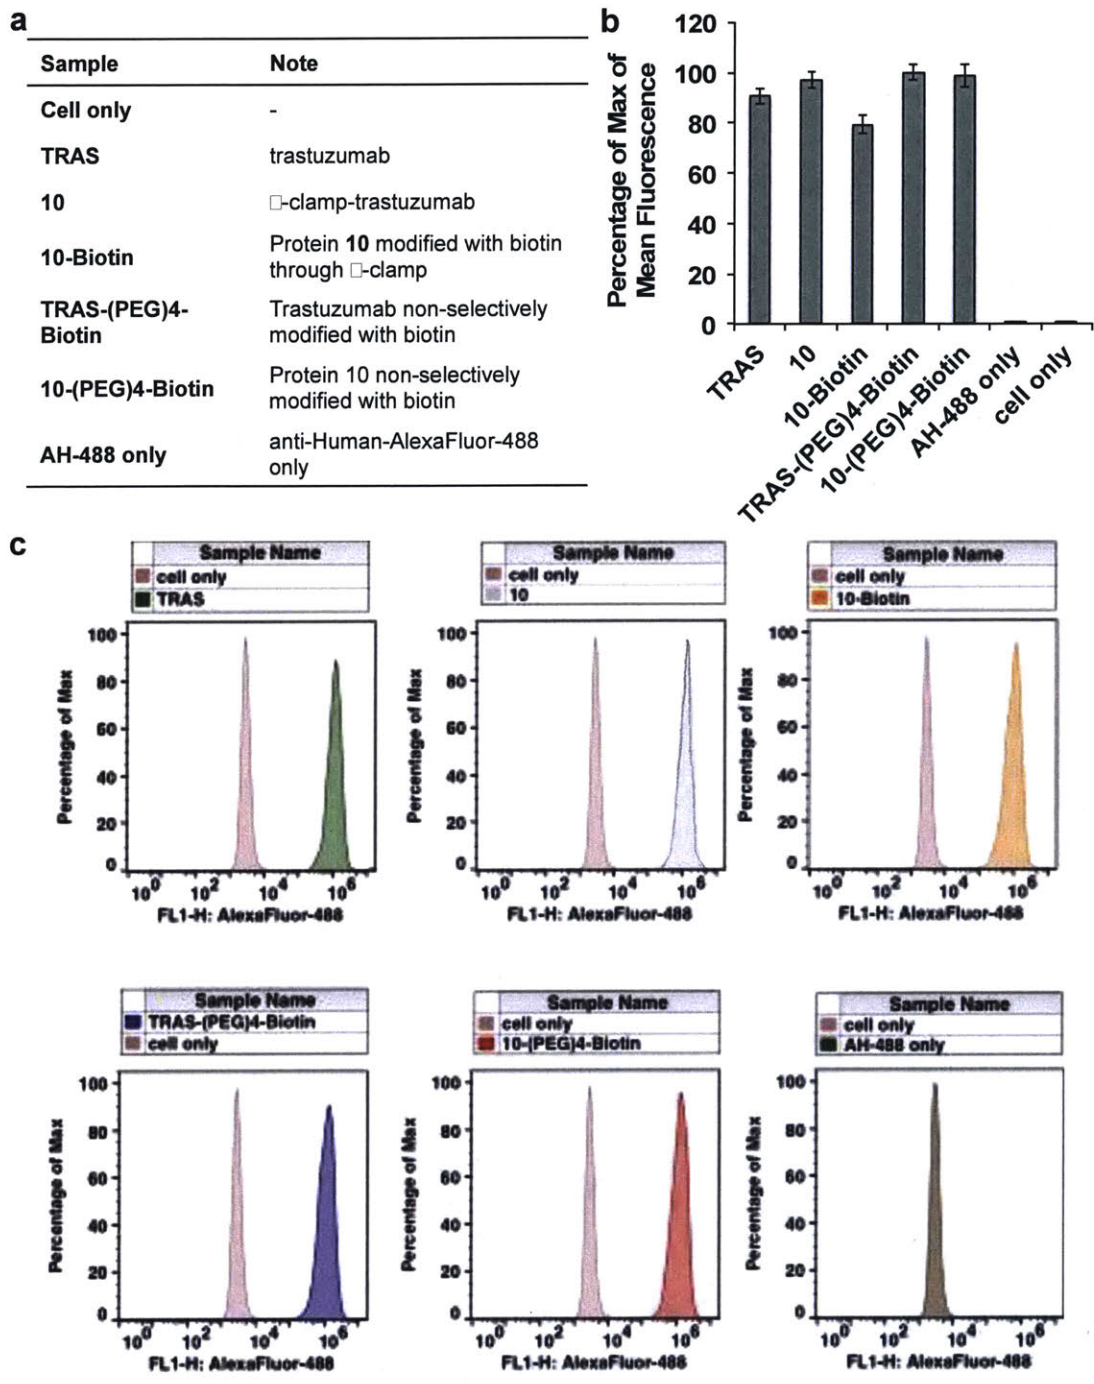 a
Sample Note
Cell only -
TRAS trastuzumab
10 □-clamp-trastuzumab
10-Biotin Protein 10 modified with biotin
through □-clamp
TRAS-(PEG)4- Trastuzumab non-selectively
Biotin modified with biotin
10-(PEG)4-Biotin Protein 10 non-selectively
modified with biotin
AH-488 only anti-Human-AlexaFluor-488
only
b
Percentage of Max of
Mean Fluorescence
120
100
80
60
40
20
0
TRAS
10
10-Biotin
TRAS-(PEG)4-Biotin
10-(PEG)4-Biotin
AH-488 only
cell only
c
Sample Name
cell only
TRAS
Percentage of Max
100
80
60
40
20
0
10^0 10^2 10^4 10^6
FL1-H: AlexaFluor-488
Sample Name
cell only
10
Percentage of Max
100
80
60
40
20
0
10^0 10^2 10^4 10^6
FL1-H: AlexaFluor-488
Sample Name
cell only
10-Biotin
Percentage of Max
100
80
60
40
20
0
10^0 10^2 10^4 10^6
FL1-H: AlexaFluor-488
Sample Name
TRAS-(PEG)4-Biotin
cell only
Percentage of Max
100
80
60
40
20
0
10^0 10^2 10^4 10^6
FL1-H: AlexaFluor-488
Sample Name
cell only
10-(PEG)4-Biotin
Percentage of Max
100
80
60
40
20
0
10^0 10^2 10^4 10^6
FL1-H: AlexaFluor-488
Sample Name
cell only
AH-488 only
Percentage of Max
100
80
60
40
20
0
10^0 10^2 10^4 10^6
FL1-H: AlexaFluor-488